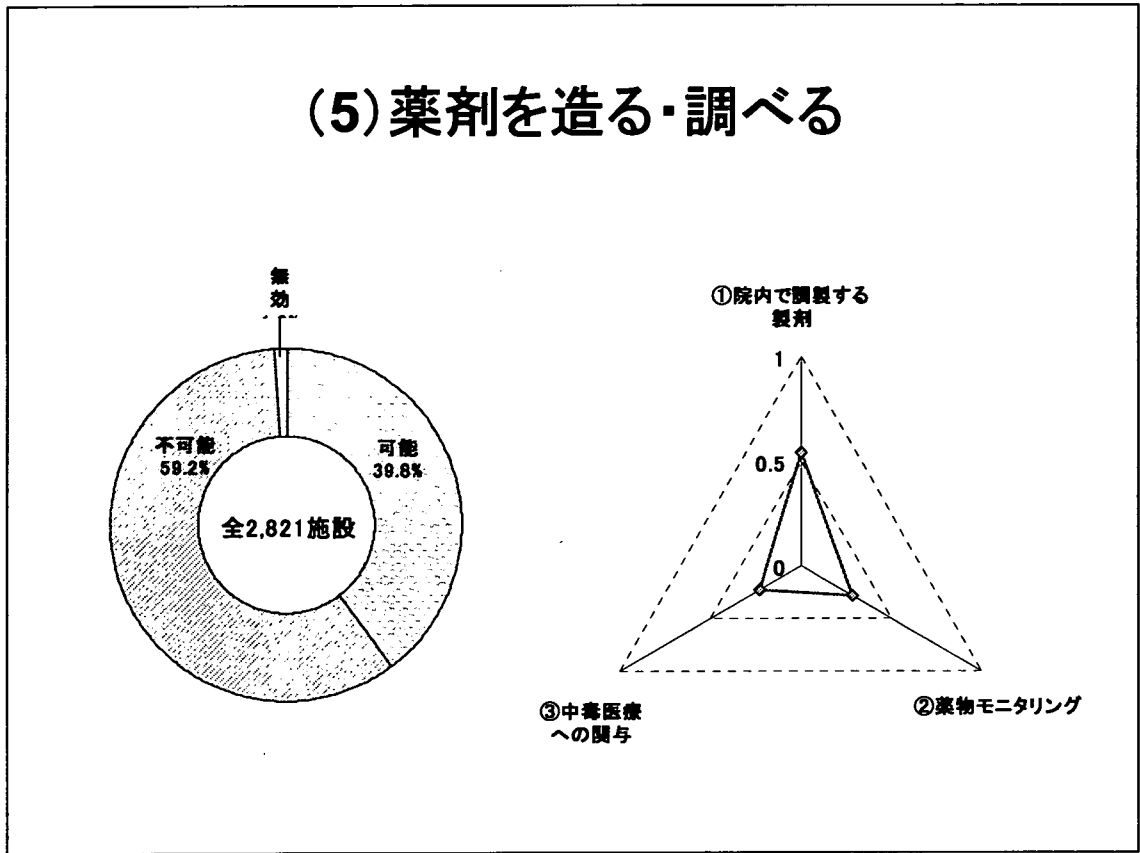 (5)薬剤を造る・調べる
無
効
不可能
59.2%
可能
39.8%
全2,821施設
①院内で調製する
製剤
1
0.5
0
③中毒医療
への関与
②薬物モニタリング